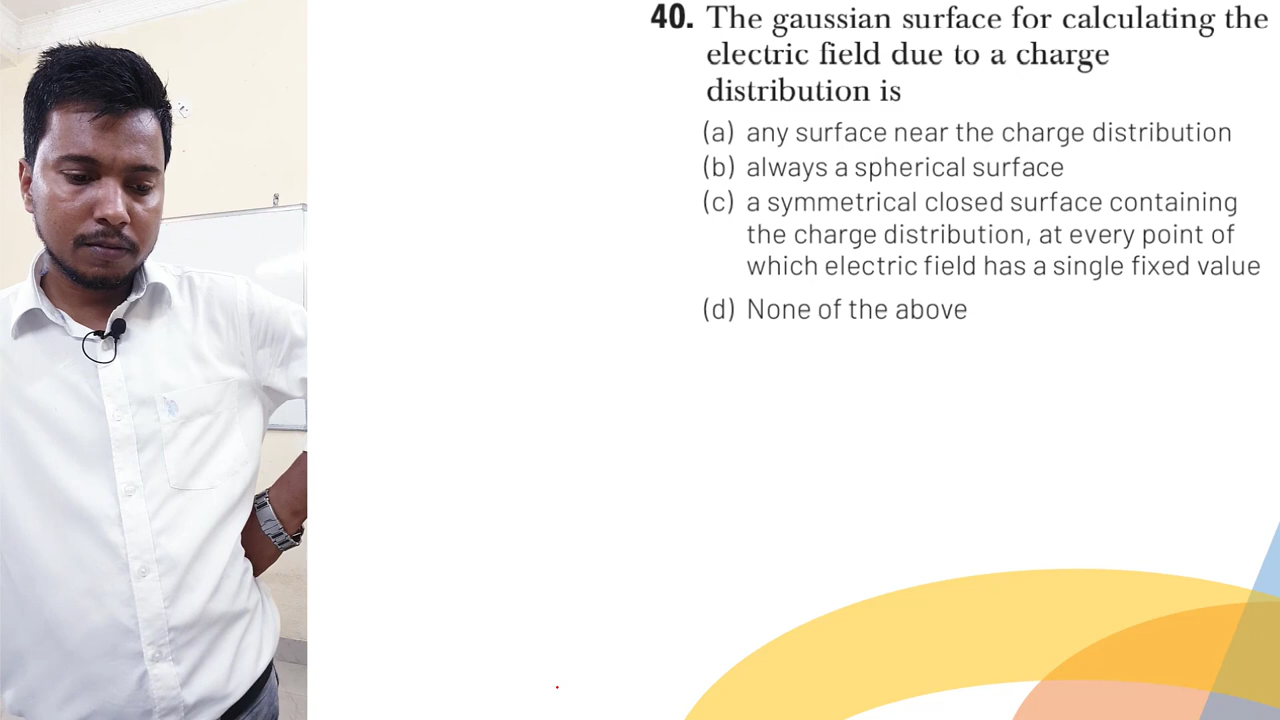 40. The gaussian surface for calculating the
electric field due to a charge
distribution is
(a) any surface near the charge distribution
(b) always a spherical surface
(c) a symmetrical closed surface containing
the charge distribution, at every point of
which electric field has a single fixed value
(d) None of the above